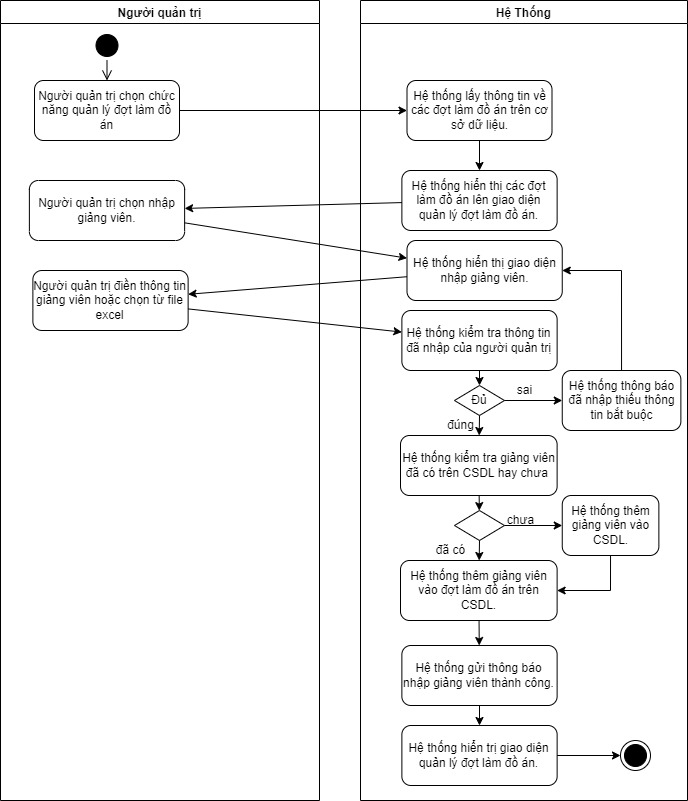 Người quản trị
Hệ Thống
Người quản trị chọn chức
năng quản lý đợt làm đồ
án
Hệ thống lấy thông tin về
các đợt làm đồ án trên cơ
sở dữ liệu.
Hệ thống hiển thị các đợt
làm đồ án lên giao diện
quản lý đợt làm đồ án.
Người quản trị chọn nhập
giảng viên.
Hệ thống hiển thị giao diện
nhập giảng viên.
Người quản trị điền thông tin
giảng viên hoặc chọn từ file
excel
Hệ thống kiểm tra thông tin
đã nhập của người quản trị
Đủ
sai
Hệ thống thông báo
đã nhập thiếu thông
tin bắt buộc
đúng
Hệ thống kiểm tra giảng viên
đã có trên CSDL hay chưa
chưa
Hệ thống thêm
giảng viên vào
CSDL.
đã có
Hệ thống thêm giảng viên
vào đợt làm đồ án trên
CSDL.
Hệ thống gửi thông báo
nhập giảng viên thành công.
Hệ thống hiển trị giao diện
quản lý đợt làm đồ án.